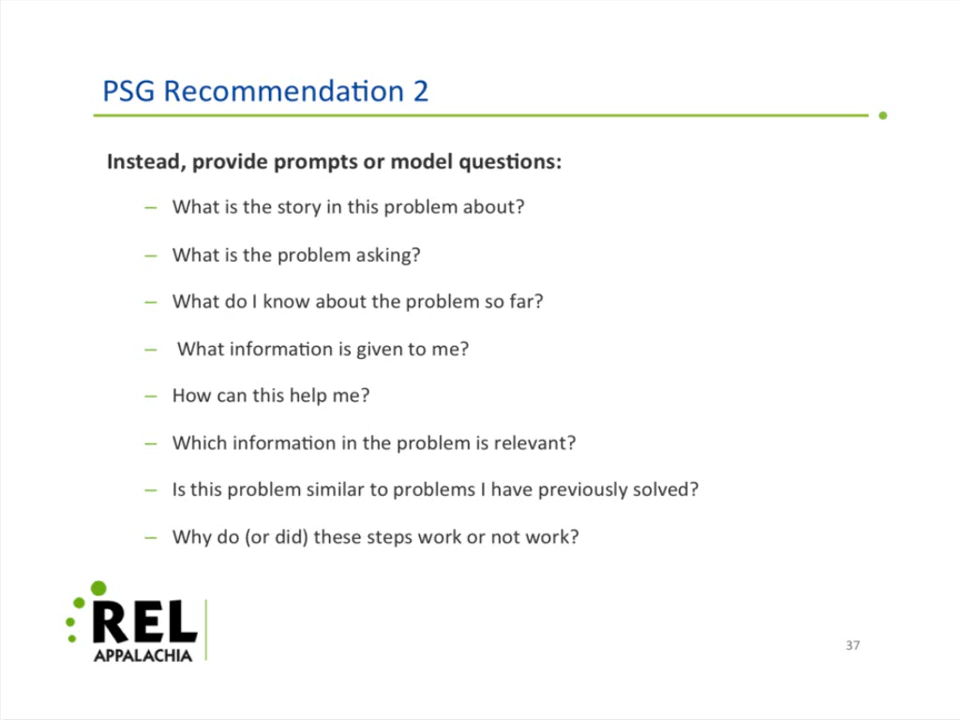 PSG Recommendation 2
Instead, provide prompts or model questions:
– What is the story in this problem about?
– What is the problem asking?
– What do I know about the problem so far?
– What information is given to me?
– How can this help me?
– Which information in the problem is relevant?
– Is this problem similar to problems I have previously solved?
– Why do (or did) these steps work or not work?
REL
APPALACHIA
37